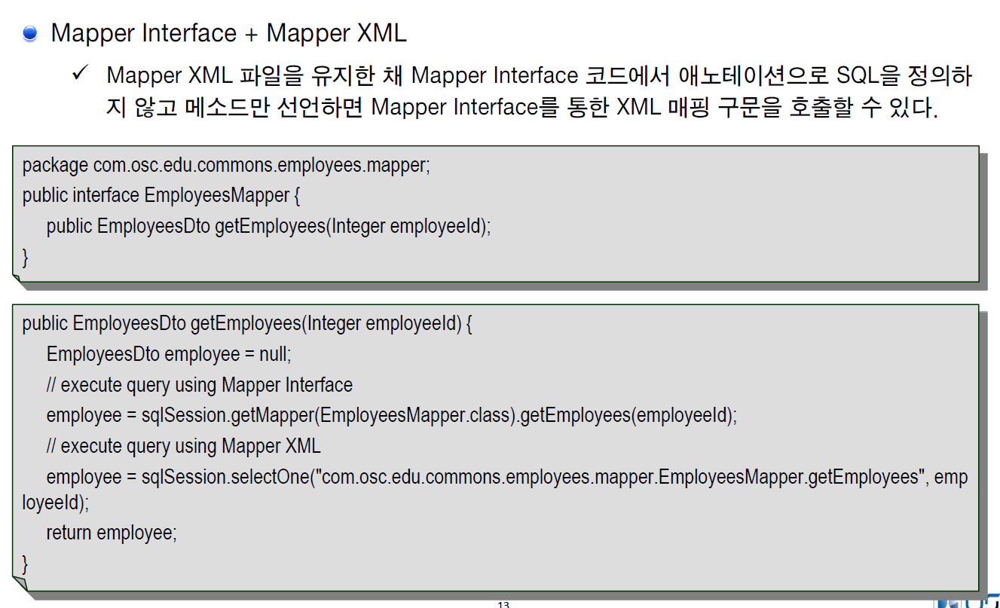 Mapper Interface + Mapper XML
Mapper XML 파일을 유지한 채 Mapper Interface 코드에서 애노테이션으로 SQL을 정의하
지 않고 메소드만 선언하면 Mapper Interface를 통한 XML 매핑 구문을 호출할 수 있다.
package com.osc.edu.commons.employees.mapper;
public interface EmployeesMapper {
public EmployeesDto getEmployees(Integer employeeId);
}
public EmployeesDto getEmployees(Integer employeeId) {
EmployeesDto employee = null;
// execute query using Mapper Interface
employee = sqlSession.getMapper(EmployeesMapper.class).getEmployees(employeeId);
// execute query using Mapper XML
employee = sqlSession.selectOne("com.osc.edu.commons.employees.mapper.EmployeesMapper.getEmployees", emp
loyeeId);
return employee;
}
13